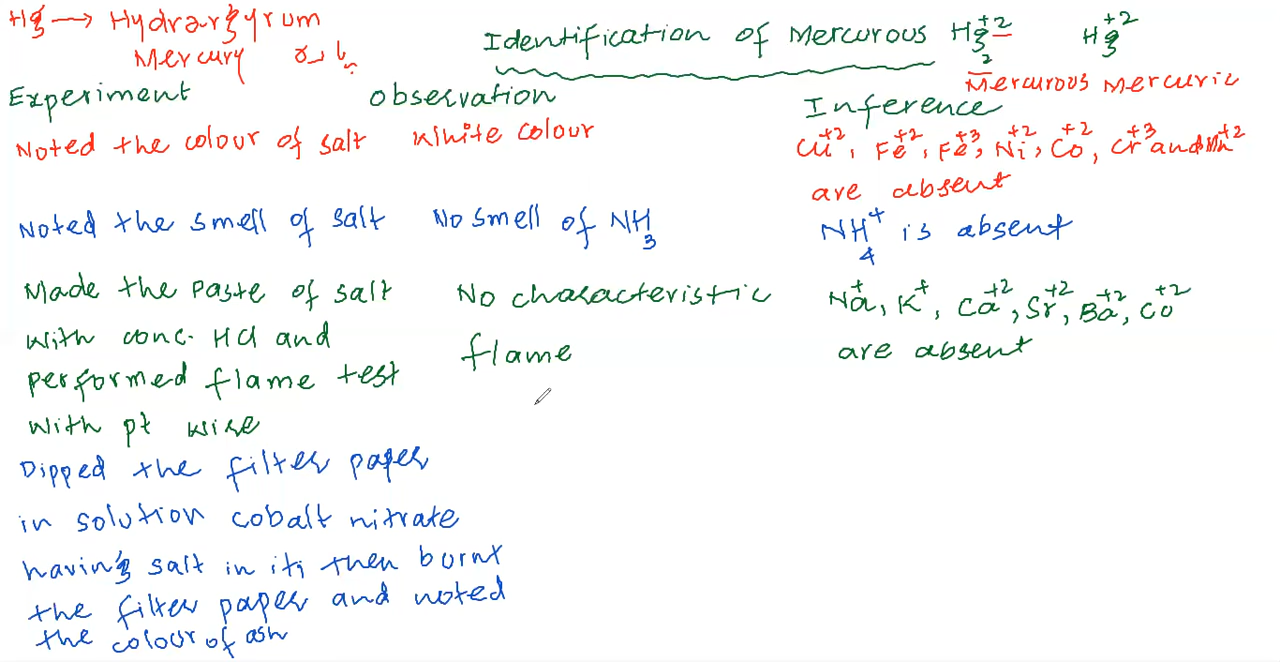 Hg → Hydrargyrum
Mercury
Identification of Mercurous Hg₂⁺² Hg⁺²
Mercurous Mercuric
Experiment
Observation
Inference
Noted the colour of salt
White colour
Cu⁺², Fe⁺², Fe⁺³, Ni⁺², Co⁺², Cr⁺³ and Mn⁺²
are absent
Noted the smell of salt
No smell of NH₃
NH₄⁺ is absent
Made the paste of salt
with conc. HCl and
performed flame test
with pt wire
No characteristic
flame
Na⁺, K⁺, Ca⁺², Sr⁺², Ba⁺², Co⁺²
are absent
Dipped the filter paper
in solution cobalt nitrate
having salt in it, then burnt
the filter paper and noted
the colour of ash